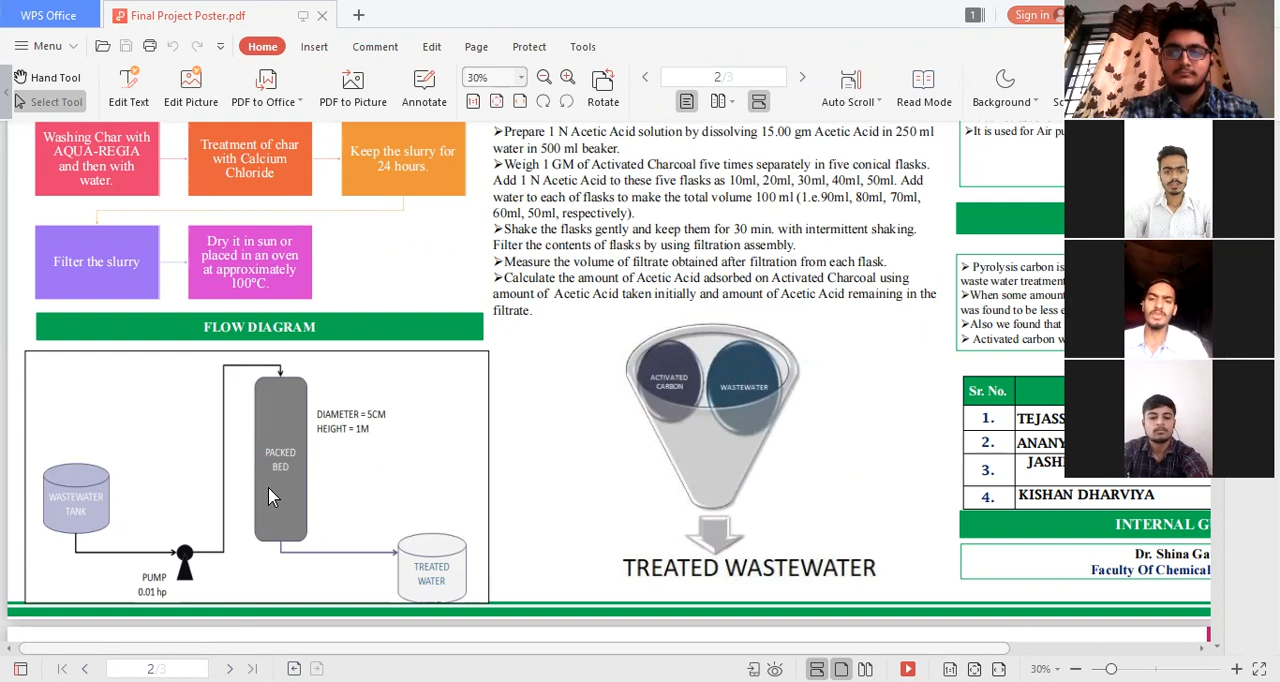 WPS Office
Final Project Poster.pdf
1
Sign in
Menu
Home
Insert
Comment
Edit
Page
Protect
Tools
Hand Tool
Select Tool
Edit Text
Edit Picture
PDF to Office
PDF to Picture
Annotate
30%
Rotate
2/3
Auto Scroll
Read Mode
Background
Washing Char with
AQUA-REGIA
and then with
water.
Treatment of char
with Calcium
Chloride
Keep the slurry for
24 hours.
Filter the slurry
Dry it in sun or
placed in an oven
at approximately
100°C.
FLOW DIAGRAM
WASTEWATER
TANK
PUMP
0.01 hp
PACKED
BED
DIAMETER = 5CM
HEIGHT = 1M
TREATED
WATER
➢Prepare 1 N Acetic Acid solution by dissolving 15.00 gm Acetic Acid in 250 ml
water in 500 ml beaker.
➢Weigh 1 GM of Activated Charcoal five times separately in five conical flasks.
Add 1 N Acetic Acid to these five flasks as 10ml, 20ml, 30ml, 40ml, 50ml. Add
water to each of flasks to make the total volume 100 ml (1.e.90ml, 80ml, 70ml,
60ml, 50ml, respectively).
➢Shake the flasks gently and keep them for 30 min. with intermittent shaking.
Filter the contents of flasks by using filtration assembly.
➢Measure the volume of filtrate obtained after filtration from each flask.
➢Calculate the amount of Acetic Acid adsorbed on Activated Charcoal using
amount of Acetic Acid taken initially and amount of Acetic Acid remaining in the
filtrate.
ACTIVATED
CARBON
WASTEWATER
TREATED WASTEWATER
➢It is used for Air pu
➢ Pyrolysis carbon is
waste water treatment
➢When some amoun
was found to be less e
➢Also we found that
➢ Activated carbon w
Sr. No.
1. TEJASS
2. ANANY
3. JASH
4. KISHAN DHARVIYA
INTERNAL G
Dr. Shina Ga
Faculty Of Chemical
2/3
30%